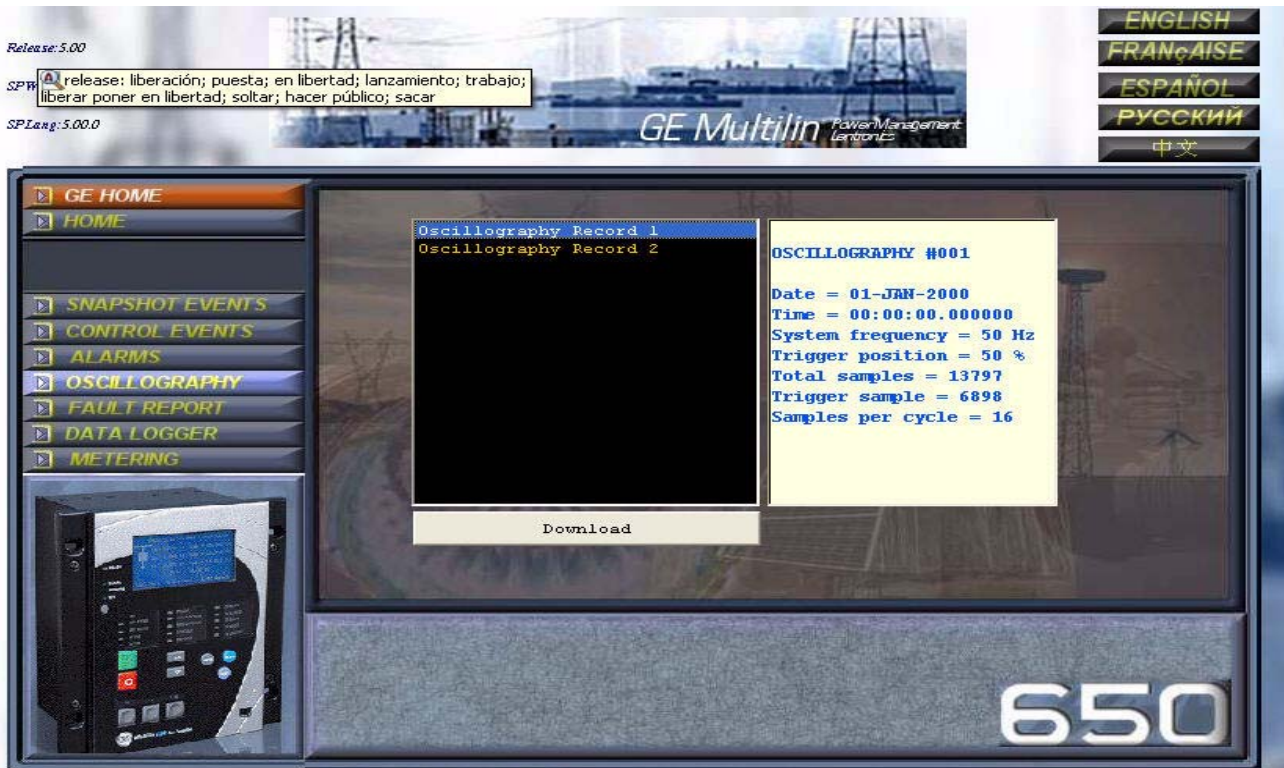 Release:5.00
release: liberación; puesta; en libertad; lanzamiento; trabajo;
liberar poner en libertad; soltar; hacer público; sacar
SPLang:5.00.0
GE Multilin PowerManagement
Lentronics
ENGLISH
FRANçAISE
ESPAÑOL
РУССКИЙ
中文
GE HOME
HOME
SNAPSHOT EVENTS
CONTROL EVENTS
ALARMS
OSCILLOGRAPHY
FAULT REPORT
DATA LOGGER
METERING
Oscillography Record 1
Oscillography Record 2
Download
OSCILLOGRAPHY #001
Date = 01-JAN-2000
Time = 00:00:00.000000
System frequency = 50 Hz
Trigger position = 50 %
Total samples = 13797
Trigger sample = 6898
Samples per cycle = 16
650